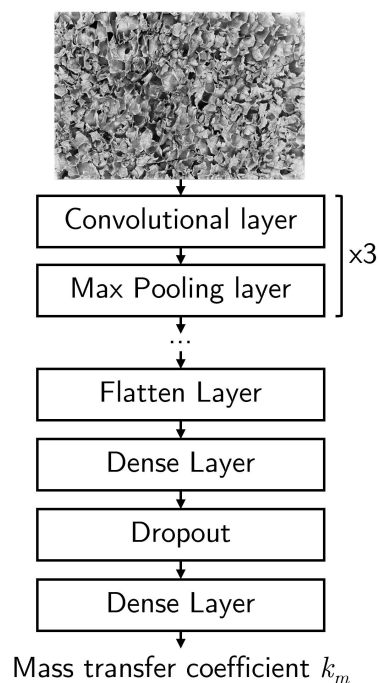 Convolutional layer
x3
Max Pooling layer
...
Flatten Layer
Dense Layer
Dropout
Dense Layer
Mass transfer coefficient k_m